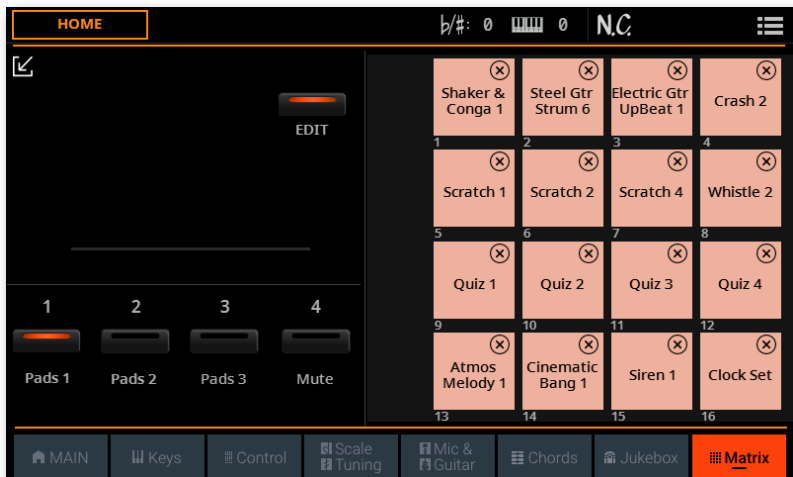 HOME
♭/#: 0
0
N.C.
EDIT
1
2
3
4
Pads 1
Pads 2
Pads 3
Mute
Shaker &
Conga 1
1
Steel Gtr
Strum 6
2
Electric Gtr
UpBeat 1
3
Crash 2
4
Scratch 1
5
Scratch 2
6
Scratch 4
7
Whistle 2
8
Quiz 1
9
Quiz 2
10
Quiz 3
11
Quiz 4
12
Atmos
Melody 1
13
Cinematic
Bang 1
14
Siren 1
15
Clock Set
16
MAIN
Keys
Control
Scale
Tuning
Mic &
Guitar
Chords
Jukebox
Matrix